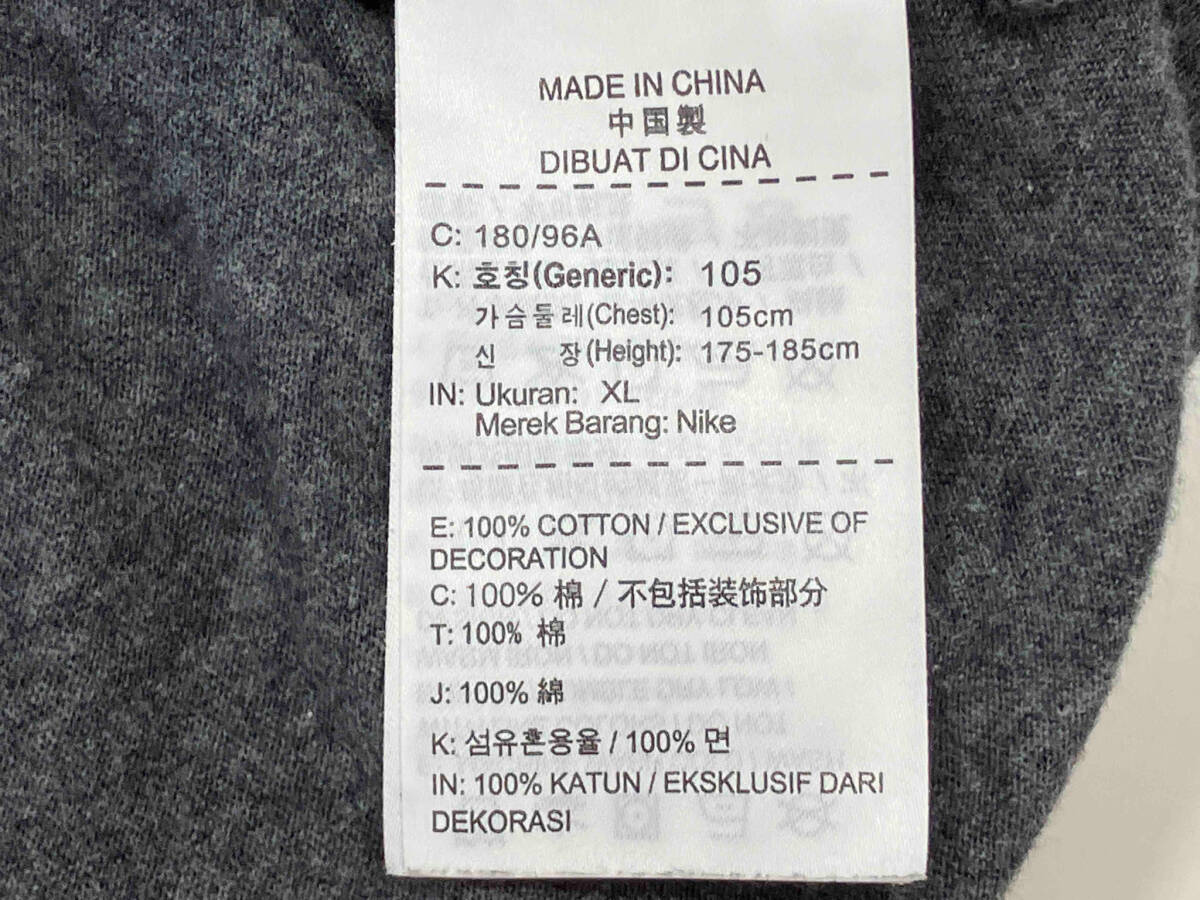 MADE IN CHINA
中国製
DIBUAT DI CINA
C: 180/96A
K: 호칭(Generic): 105
가슴둘레(Chest): 105cm
신 장(Height): 175-185cm
IN: Ukuran: XL
Merek Barang: Nike
E: 100% COTTON / EXCLUSIVE OF
DECORATION
C: 100% 棉 / 不包括装饰部分
T: 100% 棉
J: 100% 綿
K: 섬유혼용율 / 100% 면
IN: 100% KATUN / EKSKLUSIF DARI
DEKORASI